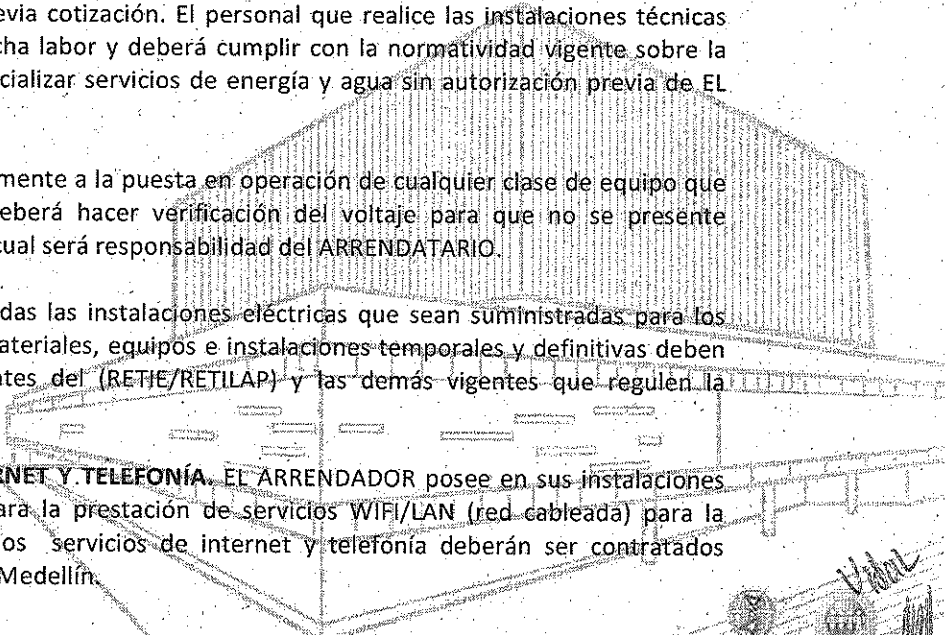 evia cotización. El personal que realice las instalaciones técnicas
cha labor y deberá cumplir con la normatividad vigente sobre la
cializar servicios de energía y agua sin autorización previa de EL
mente a la puesta en operación de cualquier clase de equipo que
eberá hacer verificación del voltaje para que no se presente
cual será responsabilidad del ARRENDATARIO.
das las instalaciones eléctricas que sean suministradas para los
ateriales, equipos e instalaciones temporales y definitivas deben
ntes del (RETIE/RETILAP) y las demás vigentes que regulen la
RNET Y TELEFONÍA. EL ARRENDADOR posee en sus instalaciones
ara la prestación de servicios WIFI/LAN (red cableada) para la
os servicios de internet y telefonía deberán ser contratados
Medellín.